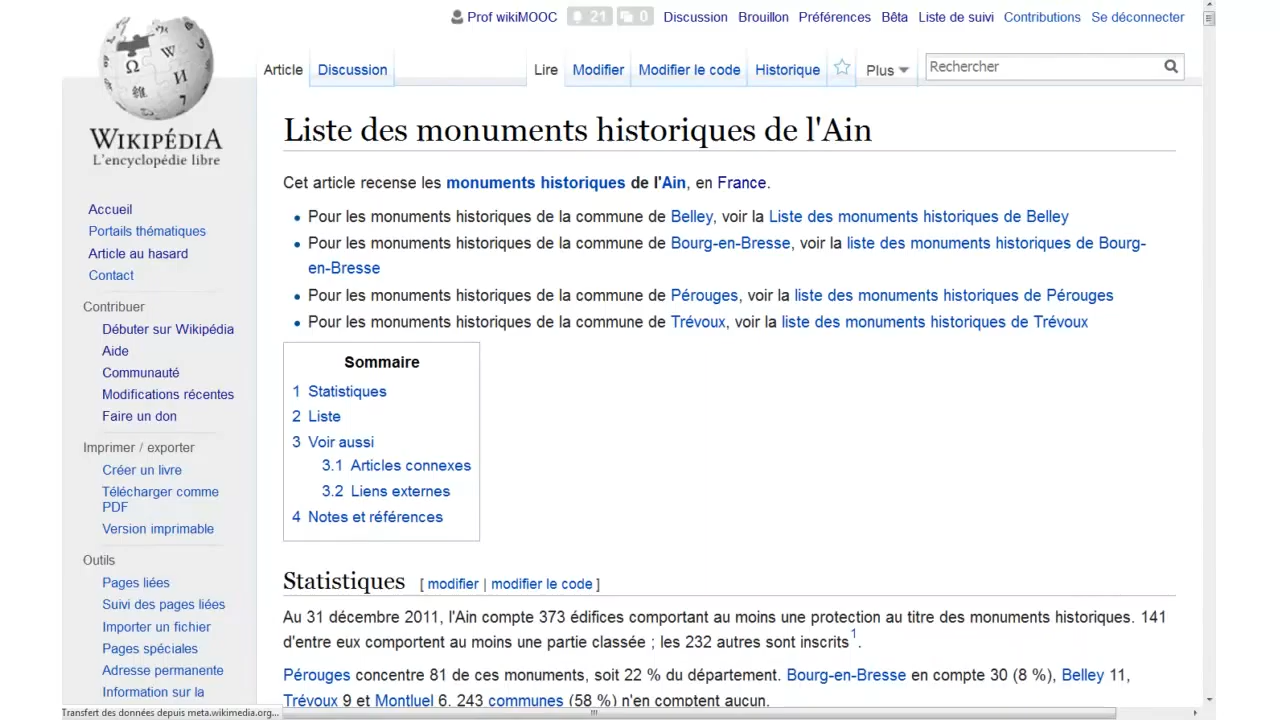 Prof wikiMOOC 21 0 Discussion Brouillon Préférences Bêta Liste de suivi Contributions Se déconnecter
Article Discussion Lire Modifier Modifier le code Historique Plus Rechercher
WIKIPÉDIA
L'encyclopédie libre
Accueil
Portails thématiques
Article au hasard
Contact
Contribuer
Débuter sur Wikipédia
Aide
Communauté
Modifications récentes
Faire un don
Imprimer / exporter
Créer un livre
Télécharger comme
PDF
Version imprimable
Outils
Pages liées
Suivi des pages liées
Importer un fichier
Pages spéciales
Adresse permanente
Information sur la
Liste des monuments historiques de l'Ain
Cet article recense les monuments historiques de l'Ain, en France.
• Pour les monuments historiques de la commune de Belley, voir la Liste des monuments historiques de Belley
• Pour les monuments historiques de la commune de Bourg-en-Bresse, voir la liste des monuments historiques de Bourg-
en-Bresse
• Pour les monuments historiques de la commune de Pérouges, voir la liste des monuments historiques de Pérouges
• Pour les monuments historiques de la commune de Trévoux, voir la liste des monuments historiques de Trévoux
Sommaire
1 Statistiques
2 Liste
3 Voir aussi
3.1 Articles connexes
3.2 Liens externes
4 Notes et références
Statistiques [ modifier | modifier le code ]
Au 31 décembre 2011, l'Ain compte 373 édifices comportant au moins une protection au titre des monuments historiques. 141
d'entre eux comportent au moins une partie classée ; les 232 autres sont inscrits 1.
Pérouges concentre 81 de ces monuments, soit 22 % du département. Bourg-en-Bresse en compte 30 (8 %), Belley 11,
Trévoux 9 et Montluel 6. 243 communes (58 %) n'en comptent aucun.
Transfert des données depuis meta.wikimedia.org...